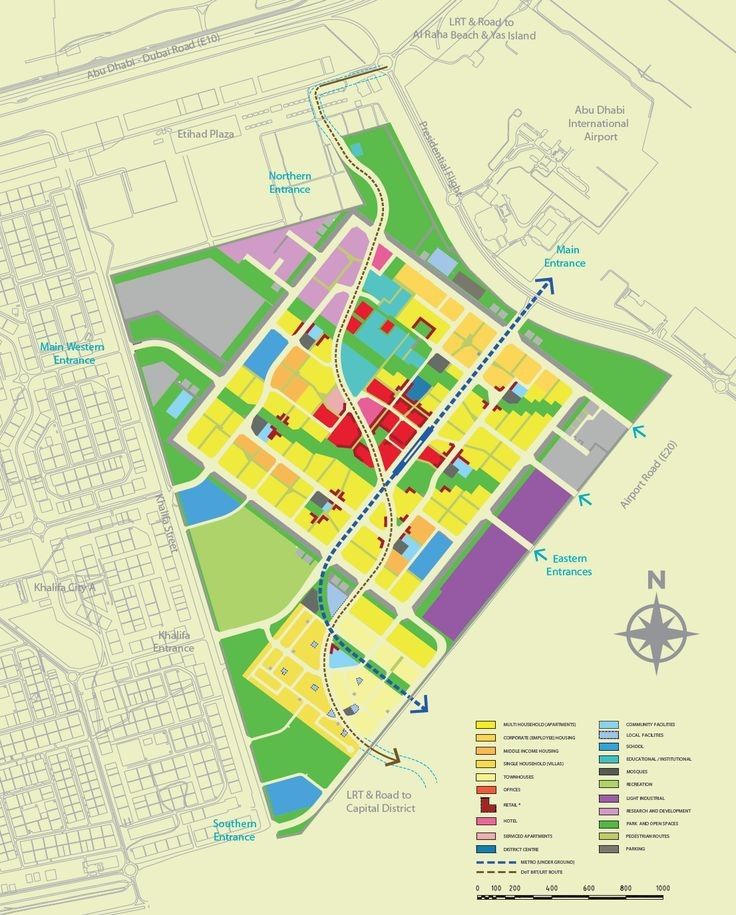 LRT & Road to
Al Raha Beach & Yas Island
Abu Dhabi - Dubai Road (E10)
Abu Dhabi
International
Airport
Etihad Plaza
Presidential Flight
Northern
Entrance
Main
Entrance
Main Western
Entrance
Airport Road (E20)
Khalifa Street
Eastern
Entrances
Khalifa City A
N
Khalifa
Entrance
LRT & Road to
Capital District
Southern
Entrance
MULTI HOUSEHOLD (APARTMENTS)
CORPORATE (EMPLOYEE) HOUSING
MIDDLE INCOME HOUSING
SINGLE HOUSEHOLD (VILLAS)
TOWNHOUSES
OFFICES
RETAIL *
HOTEL
SERVICED APARTMENTS
DISTRICT CENTRE
METRO (UNDER GROUND)
DoT BRT/LRT ROUTE
COMMUNITY FACILITIES
LOCAL FACILITIES
SCHOOL
EDUCATIONAL / INSTITUTIONAL
MOSQUES
RECREATION
LIGHT INDUSTRIAL
RESEARCH AND DEVELOPMENT
PARK AND OPEN SPACES
PEDESTRIAN ROUTES
PARKING
0 100 200 400 600 800 1000